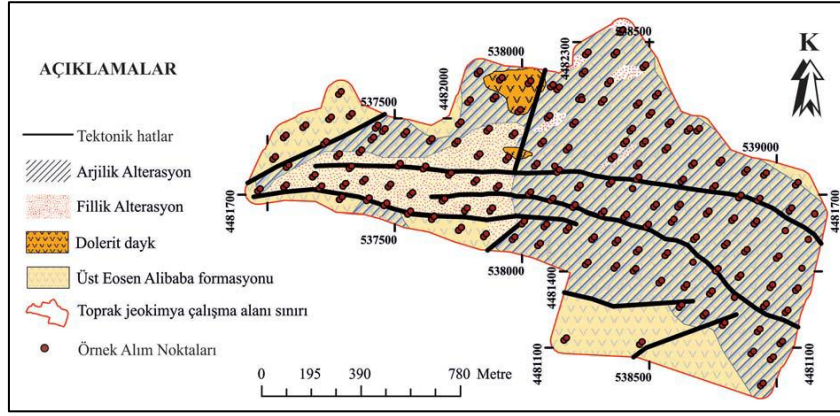 AÇIKLAMALAR
Tektonik hatlar
Arjilik Alterasyon
Fillik Alterasyon
Dolerit dayk
Üst Eosen Alibaba formasyonu
Toprak jeokimya çalışma alanı sınırı
Örnek Alım Noktaları
0 195 390 780 Metre
K
537500
4482000
538000
4482300
538500
539000
4481700
4481700
537500
538000
4481400
4481100
538500
4481100